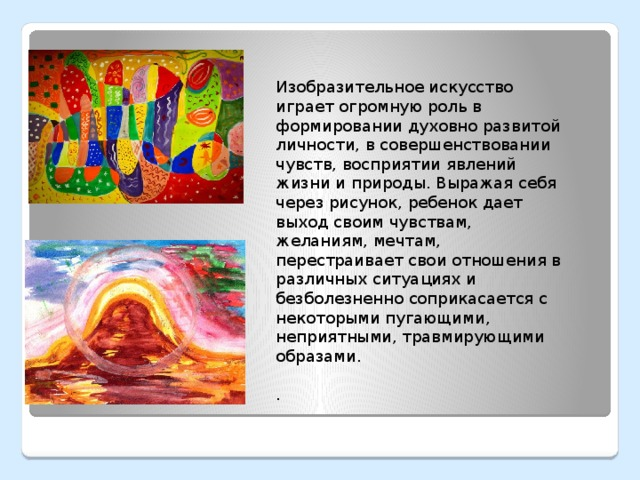 Изобразительное искусство
играет огромную роль в
формировании духовно развитой
личности, в совершенствовании
чувств, восприятии явлений
жизни и природы. Выражая себя
через рисунок, ребенок дает
выход своим чувствам,
желаниям, мечтам,
перестраивает свои отношения в
различных ситуациях и
безболезненно соприкасается с
некоторыми пугающими,
неприятными, травмирующими
образами.
.